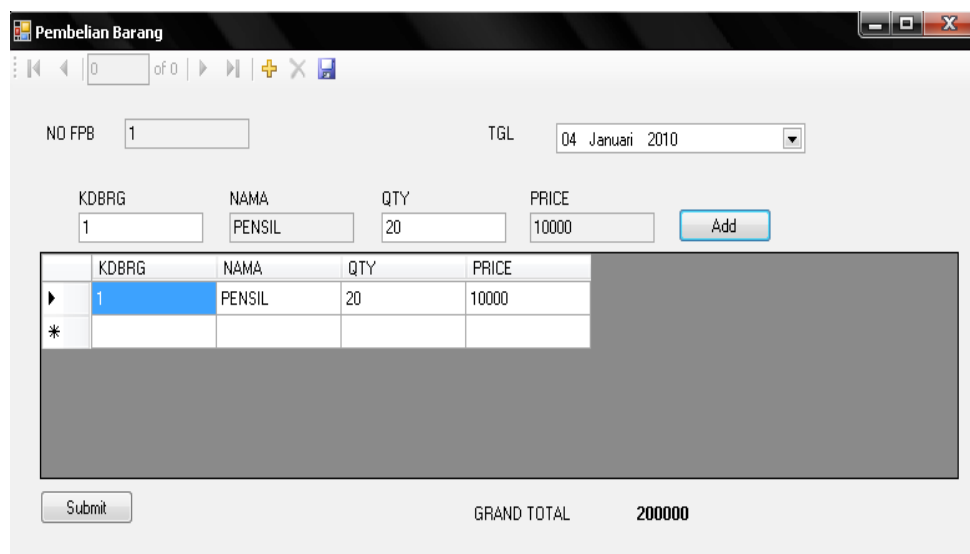 Pembelian Barang
0 of 0
NO FPB 1 TGL 04 Januari 2010
KDBRG NAMA QTY PRICE
1 PENSIL 20 10000 Add
KDBRG NAMA QTY PRICE
1 PENSIL 20 10000
Submit GRAND TOTAL 200000